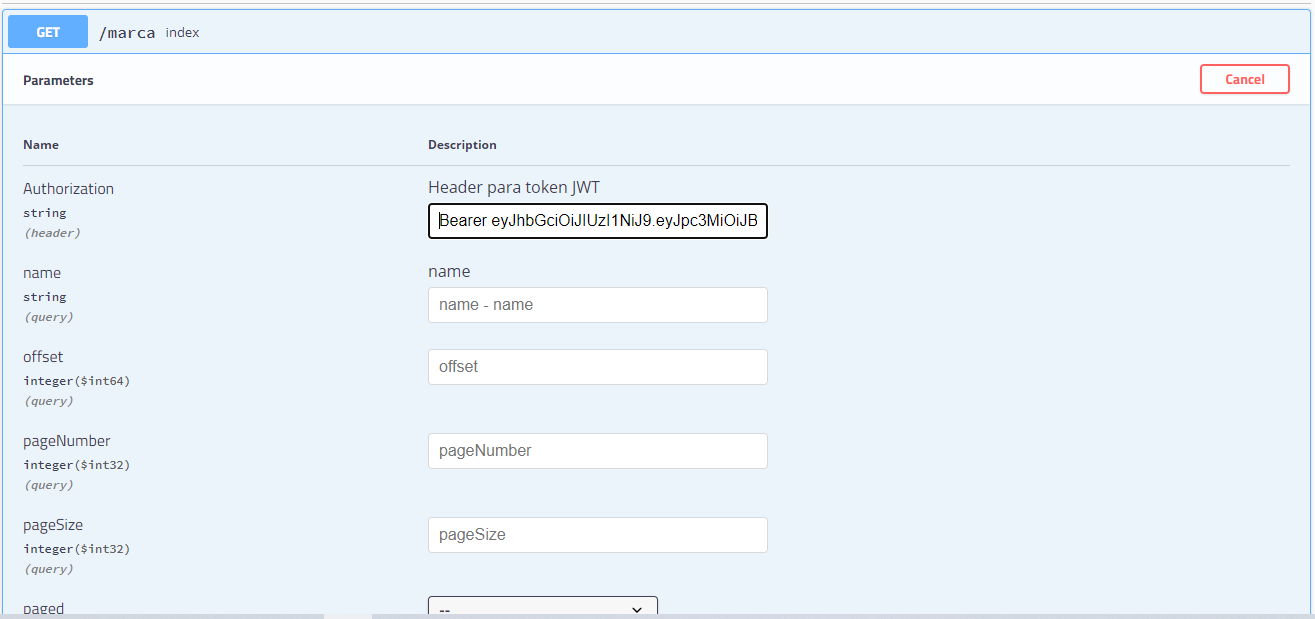 GET /marca index
Parameters Cancel
Name Description
Authorization Header para token JWT
string Bearer eyJhbGciOiJIUzI1NiJ9.eyJpc3MiOiJB
(header)
name name
string name - name
(query)
offset offset
integer($int64)
(query)
pageNumber pageNumber
integer($int32)
(query)
pageSize pageSize
integer($int32)
(query)
paged --